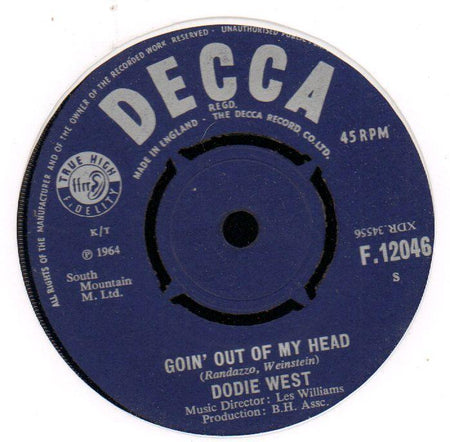 ALL RIGHTS OF THE MANUFACTURER AND OF THE OWNER OF THE RECORDED WORK RESERVED - UNAUTHORISED PUBLIC
DECCA
REGD.
MADE IN ENGLAND - THE DECCA RECORD CO. LTD.
45 RPM
TRUE HIGH
ffrr
FIDELITY
K/T
℗ 1964
South
Mountain
M. Ltd.
XDR.34556
F.12046
S
GOIN' OUT OF MY HEAD
(Randazzo, Weinstein)
DODIE WEST
Music Director: Les Williams
Production: B.H. Assc.